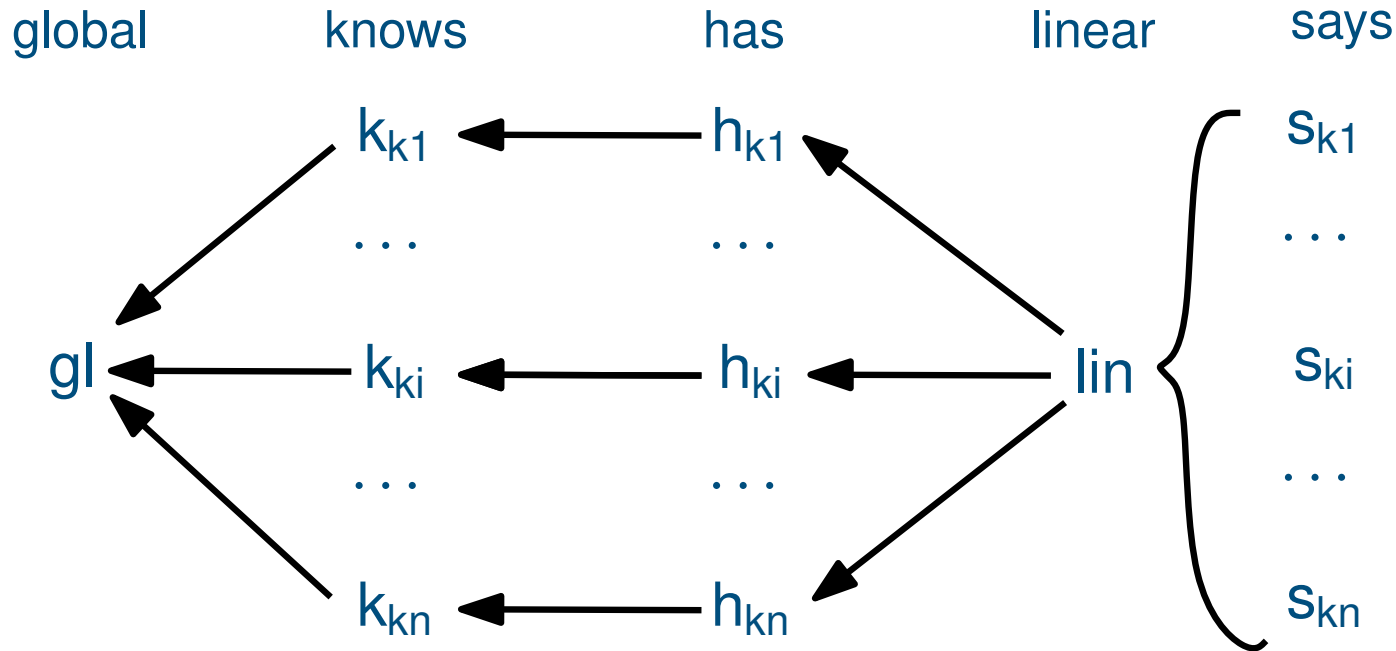 global knows has linear says
k_k1 h_k1 s_k1
... ... ...
gl k_ki h_ki lin s_ki
... ... ...
k_kn h_kn s_kn